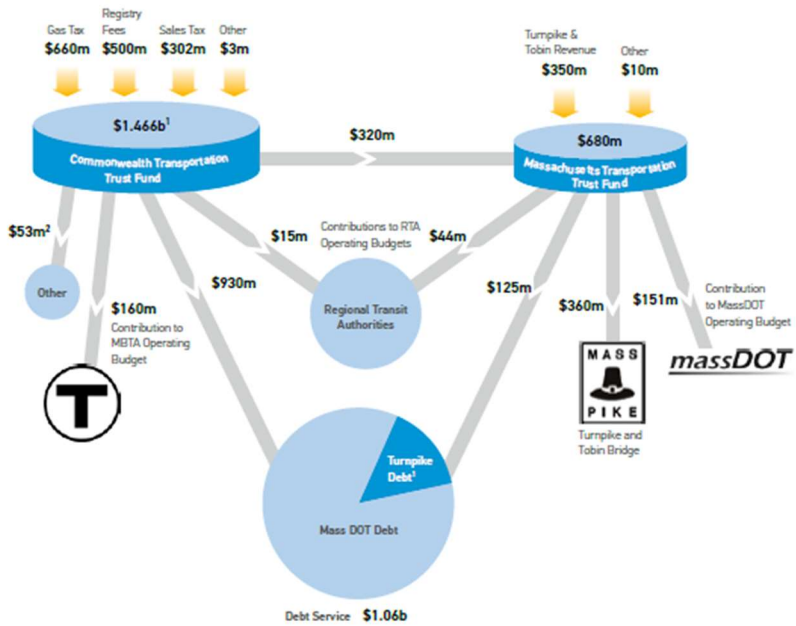 Gas Tax
$660m
Registry
Fees
$500m
Sales Tax
$302m
Other
$3m
Turnpike &
Tobin Revenue
$350m
Other
$10m
$1.466b¹
Commonwealth Transportation
Trust Fund
$320m
$680m
Massachusetts Transportation
Trust Fund
$53m²
Other
$160m
Contribution to
MBTA Operating
Budget
T
$930m
$15m
Contributions to RTA
Operating Budgets
$44m
Regional Transit
Authorities
$125m
$360m
$151m
Contribution
to MassDOT
Operating Budget
MASS
PIKE
massDOT
Turnpike and
Tobin Bridge
Turnpike
Debt¹
Mass DOT Debt
Debt Service $1.06b